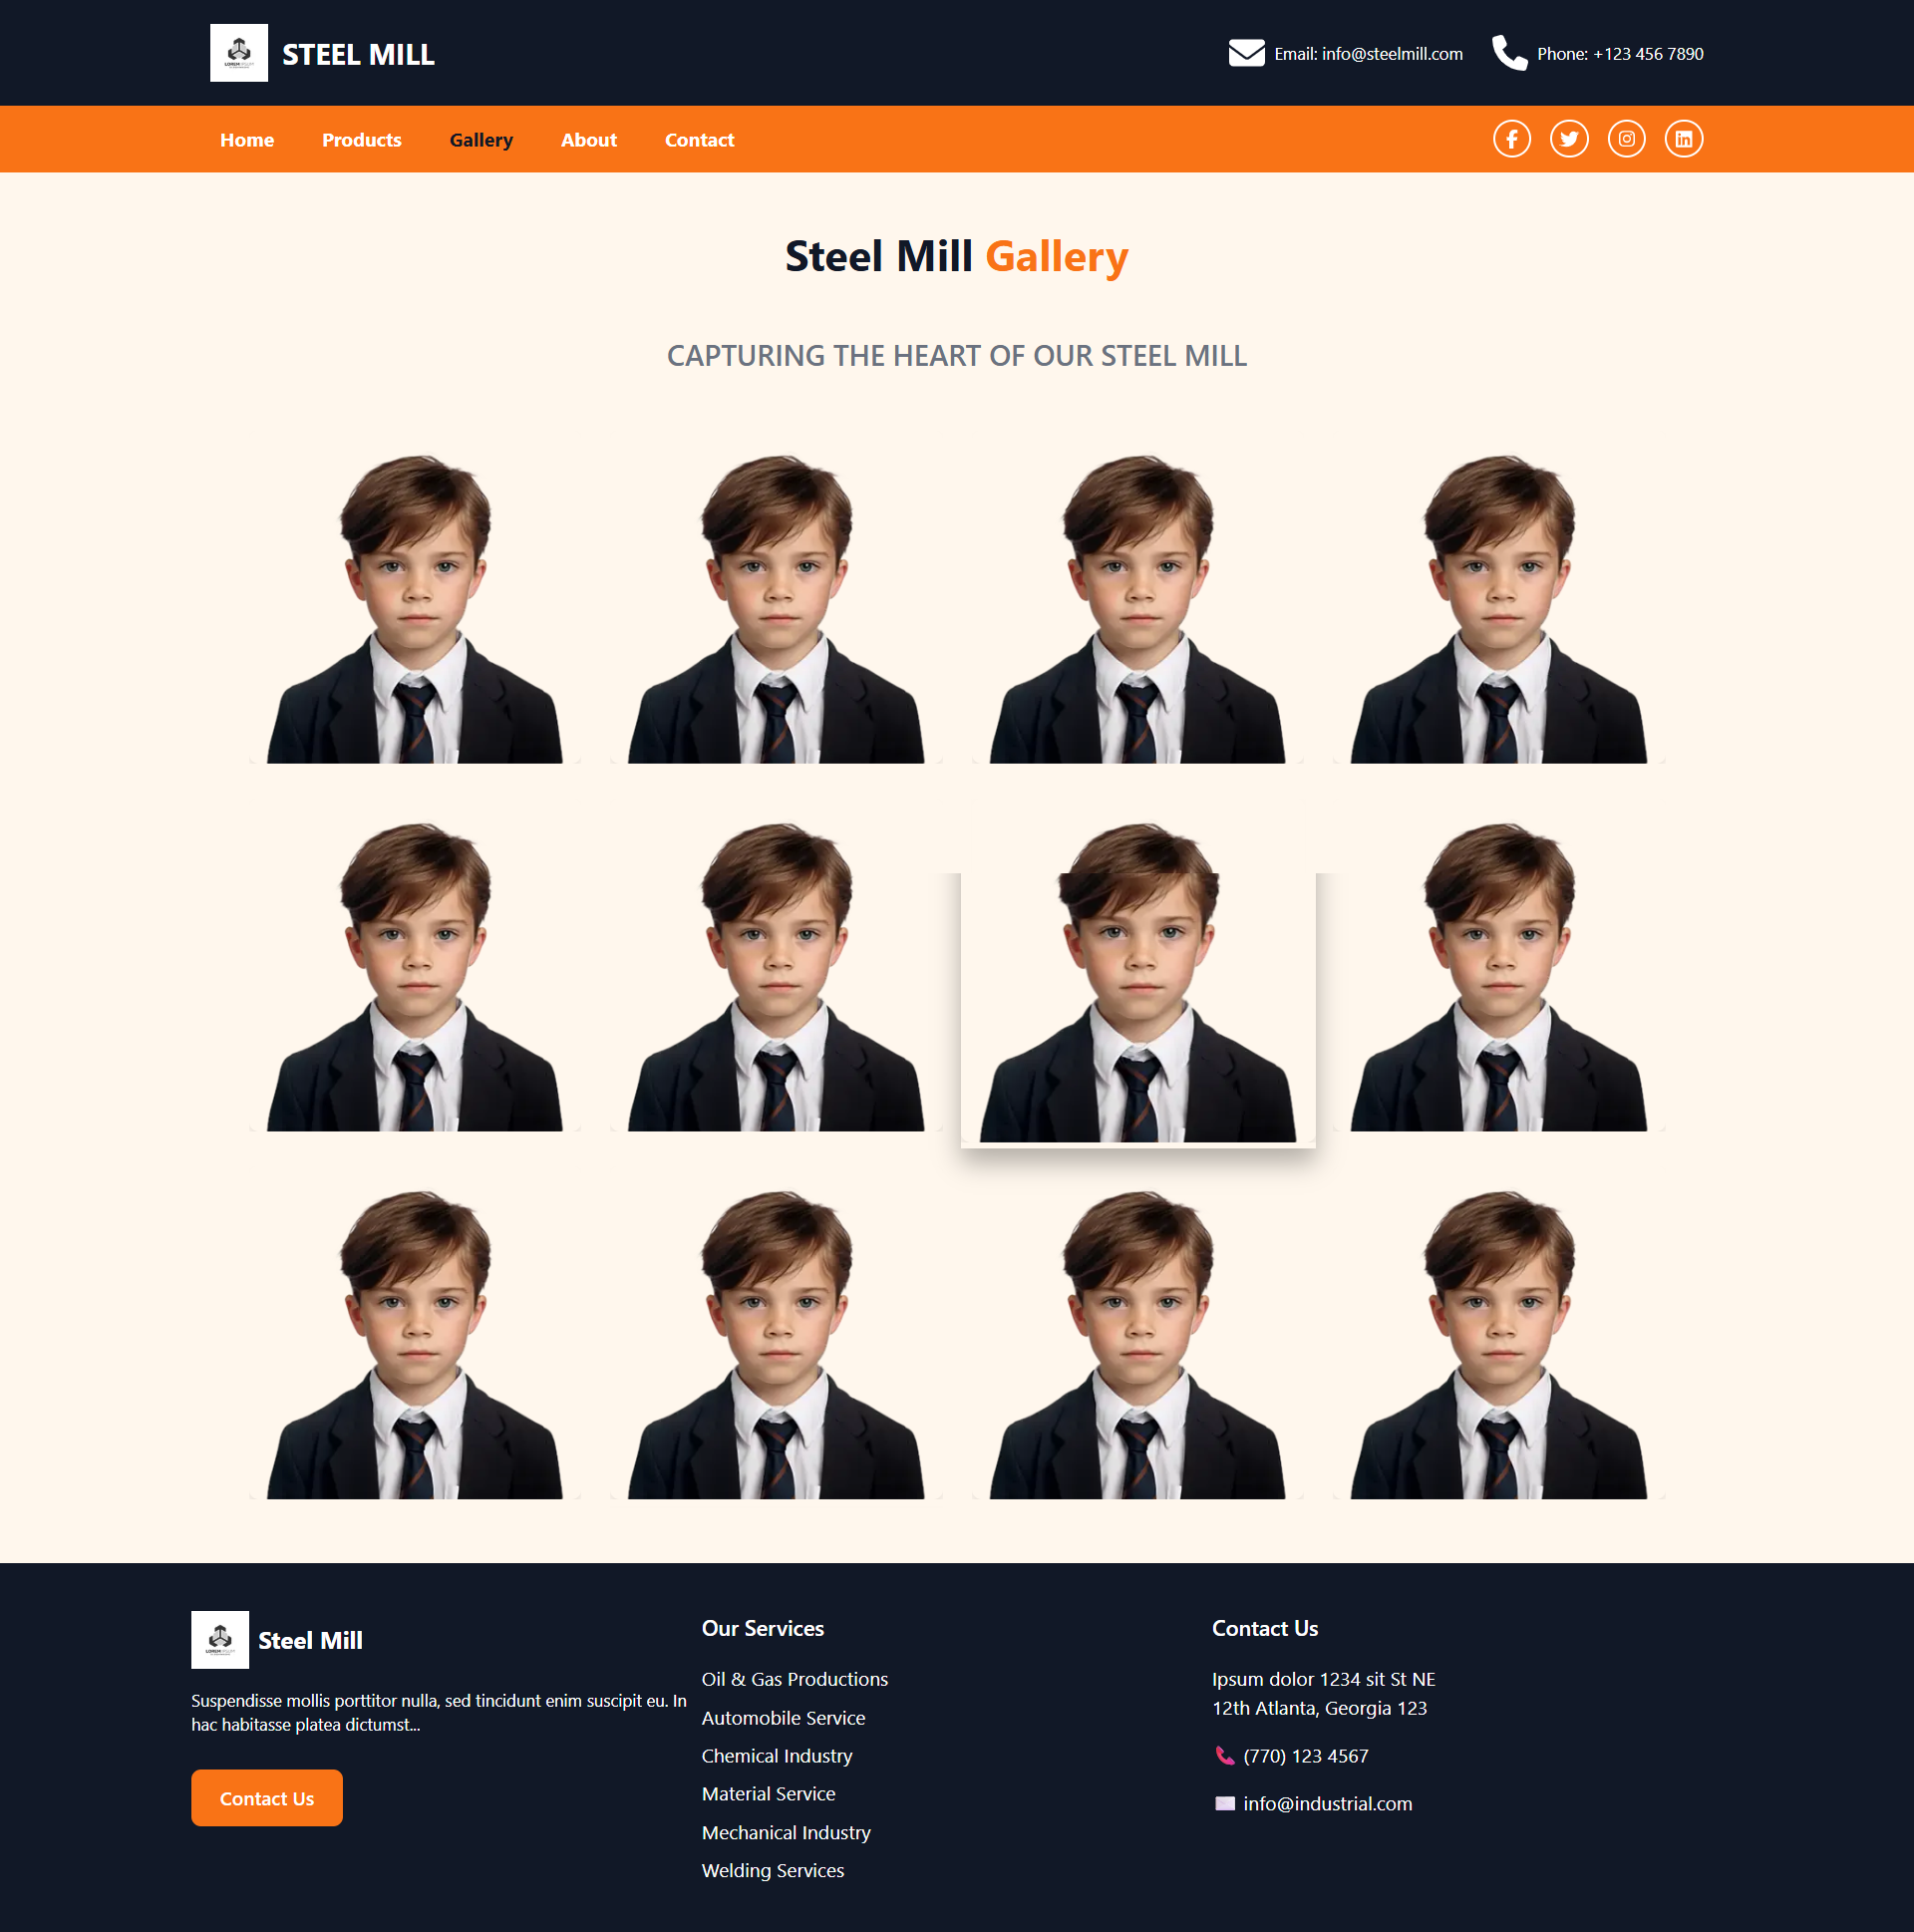 STEEL MILL
Email: info@steelmill.com
Phone: +123 456 7890
Home
Products
Gallery
About
Contact
Steel Mill Gallery
CAPTURING THE HEART OF OUR STEEL MILL
Steel Mill
Suspendisse mollis porttitor nulla, sed tincidunt enim suscipit eu. In
hac habitasse platea dictumst...
Contact Us
Our Services
Oil & Gas Productions
Automobile Service
Chemical Industry
Material Service
Mechanical Industry
Welding Services
Contact Us
Ipsum dolor 1234 sit St NE
12th Atlanta, Georgia 123
(770) 123 4567
info@industrial.com